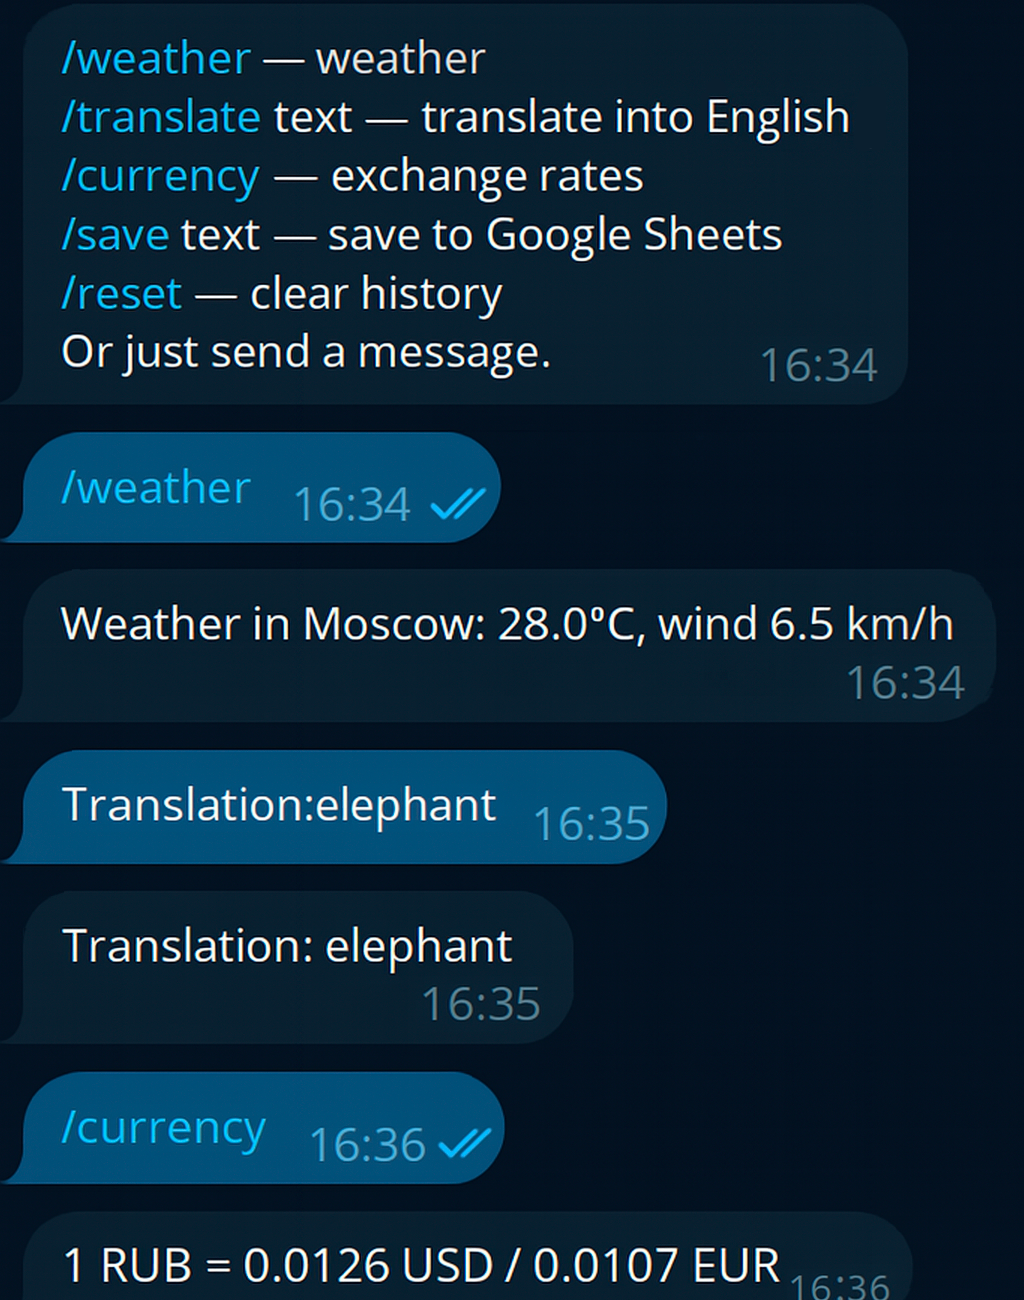 /weather — weather
/translate text — translate into English
/currency — exchange rates
/save text — save to Google Sheets
/reset — clear history
Or just send a message.
16:34
/weather 16:34
Weather in Moscow: 28.0°C, wind 6.5 km/h
16:34
Translation:elephant 16:35
Translation: elephant
16:35
/currency 16:36
1 RUB = 0.0126 USD / 0.0107 EUR 16:36